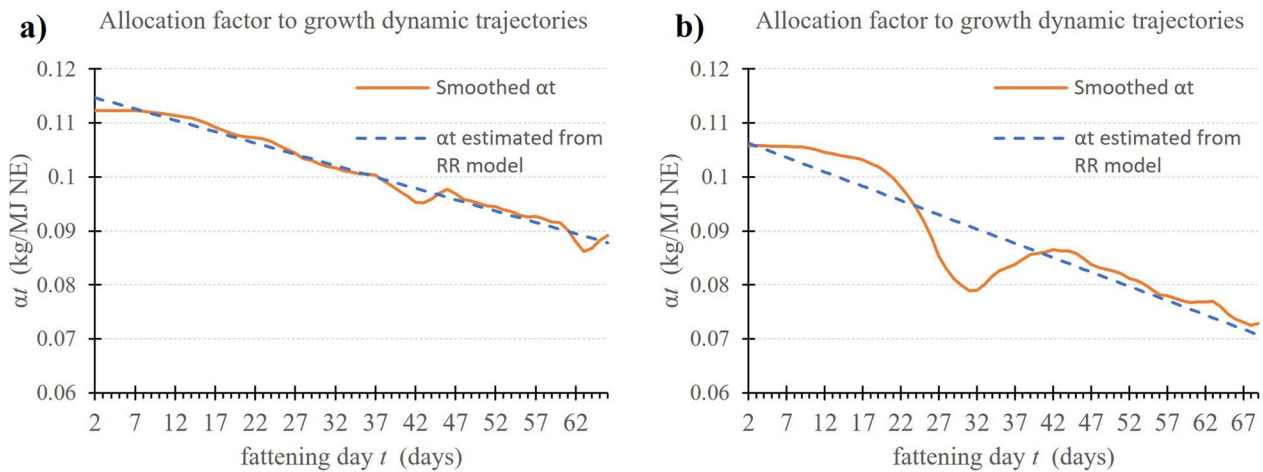 a)
Allocation factor to growth dynamic trajectories
0.12
0.11
0.1
0.09
0.08
0.07
0.06
αt (kg/MJ NE)
Smoothed αt
αt estimated from
RR model
2 7 12 17 22 27 32 37 42 47 52 57 62
fattening day t (days)
b)
Allocation factor to growth dynamic trajectories
0.12
0.11
0.1
0.09
0.08
0.07
0.06
αt (kg/MJ NE)
Smoothed αt
αt estimated from
RR model
2 7 12 17 22 27 32 37 42 47 52 57 62 67
fattening day t (days)